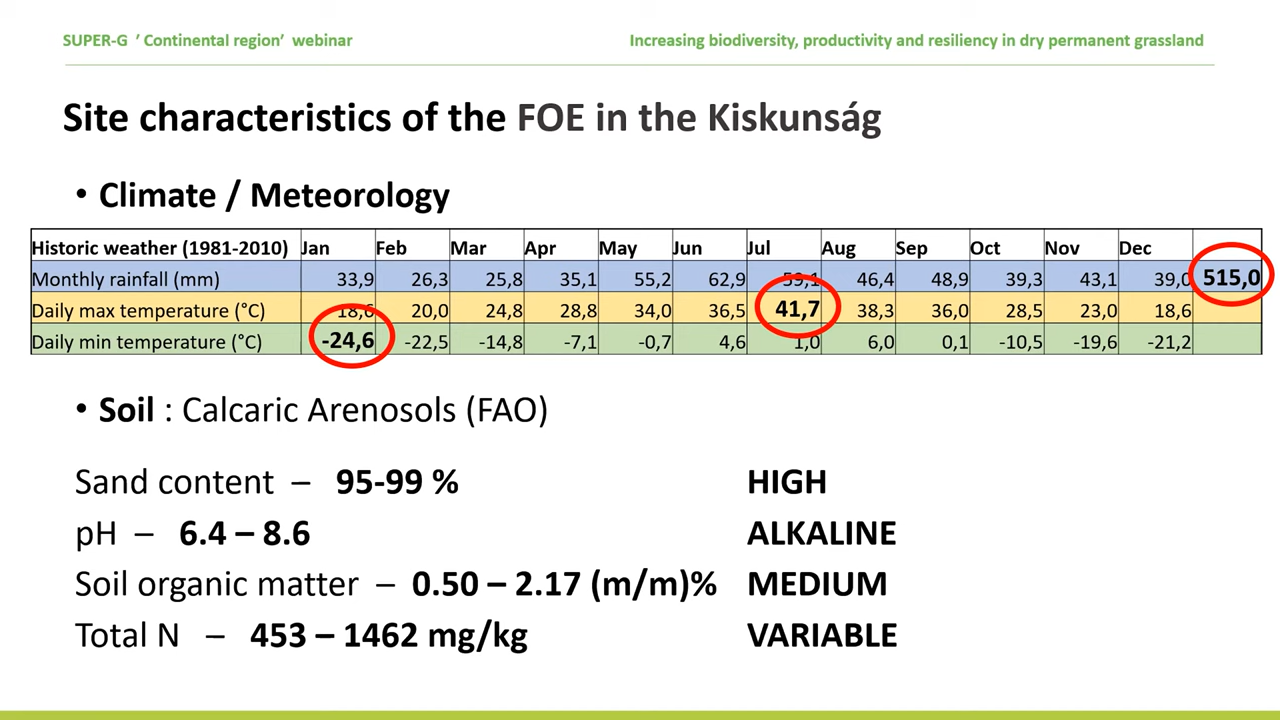 SUPER-G ’ Continental region’ webinar
Increasing biodiversity, productivity and resiliency in dry permanent grassland
Site characteristics of the FOE in the Kiskunság
• Climate / Meteorology
Historic weather (1981-2010) Jan Feb Mar Apr May Jun Jul Aug Sep Oct Nov Dec
Monthly rainfall (mm) 33,9 26,3 25,8 35,1 55,2 62,9 59,1 46,4 48,9 39,3 43,1 39,0 515,0
Daily max temperature (°C) 18,6 20,0 24,8 28,8 34,0 36,5 41,7 38,3 36,0 28,5 23,0 18,6
Daily min temperature (°C) -24,6 -22,5 -14,8 -7,1 -0,7 4,6 1,0 6,0 0,1 -10,5 -19,6 -21,2
• Soil : Calcaric Arenosols (FAO)
Sand content – 95-99 % HIGH
pH – 6.4 – 8.6 ALKALINE
Soil organic matter – 0.50 – 2.17 (m/m)% MEDIUM
Total N – 453 – 1462 mg/kg VARIABLE